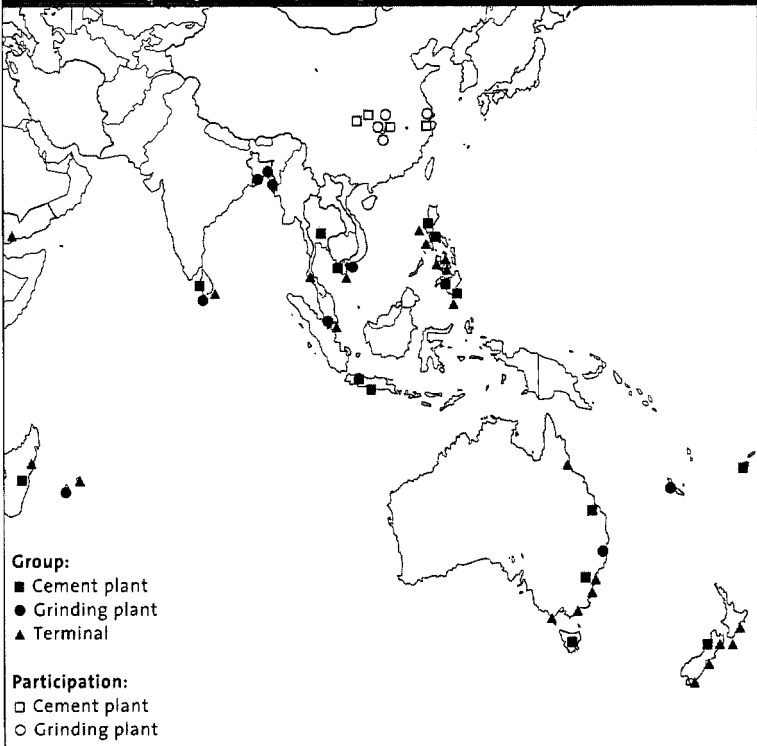 Group:
■ Cement plant
● Grinding plant
▲ Terminal
Participation:
□ Cement plant
○ Grinding plant